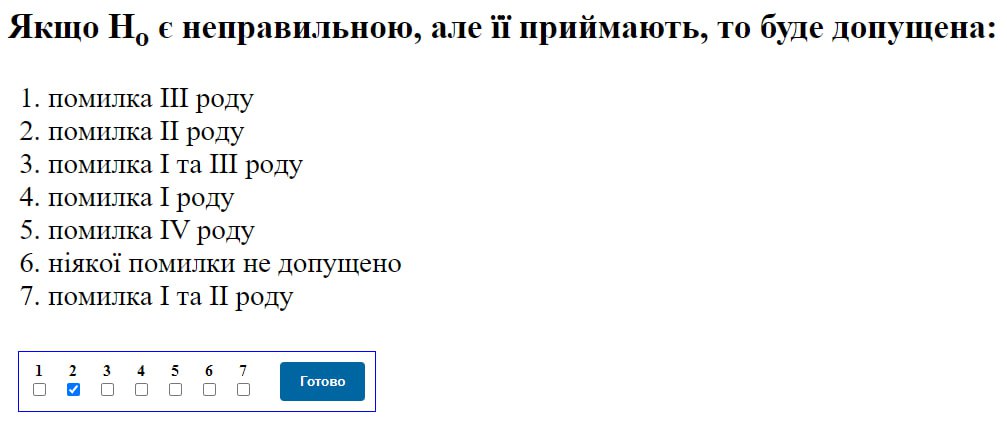 Якщо Hо є неправильною, але її приймають, то буде допущена:
1. помилка III роду
2. помилка II роду
3. помилка I та III роду
4. помилка I роду
5. помилка IV роду
6. ніякої помилки не допущено
7. помилка I та II роду
1 2 3 4 5 6 7
Готово